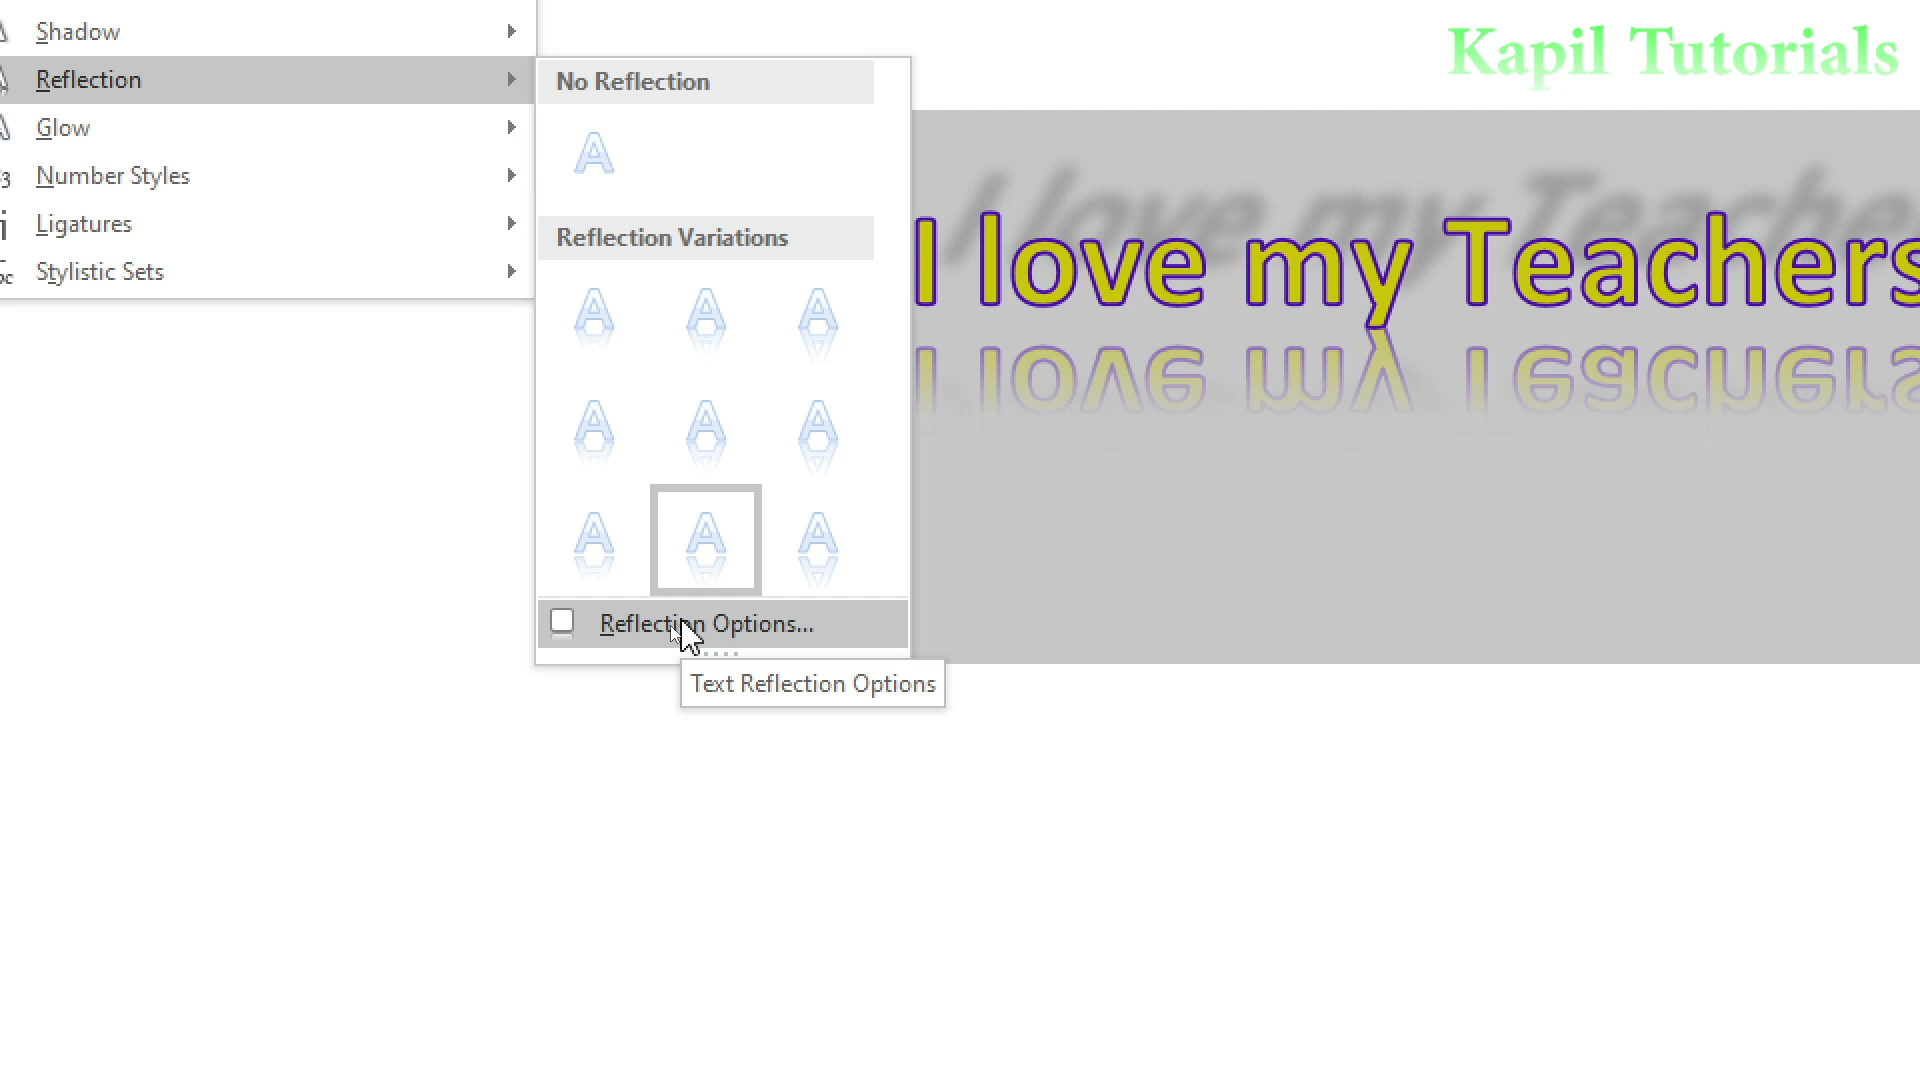 Shadow
Reflection
Glow
Number Styles
Ligatures
Stylistic Sets
No Reflection
A
Reflection Variations
A A A
A A A
A A A
Reflection Options...
Text Reflection Options
Kapil Tutorials
I love my Teachers